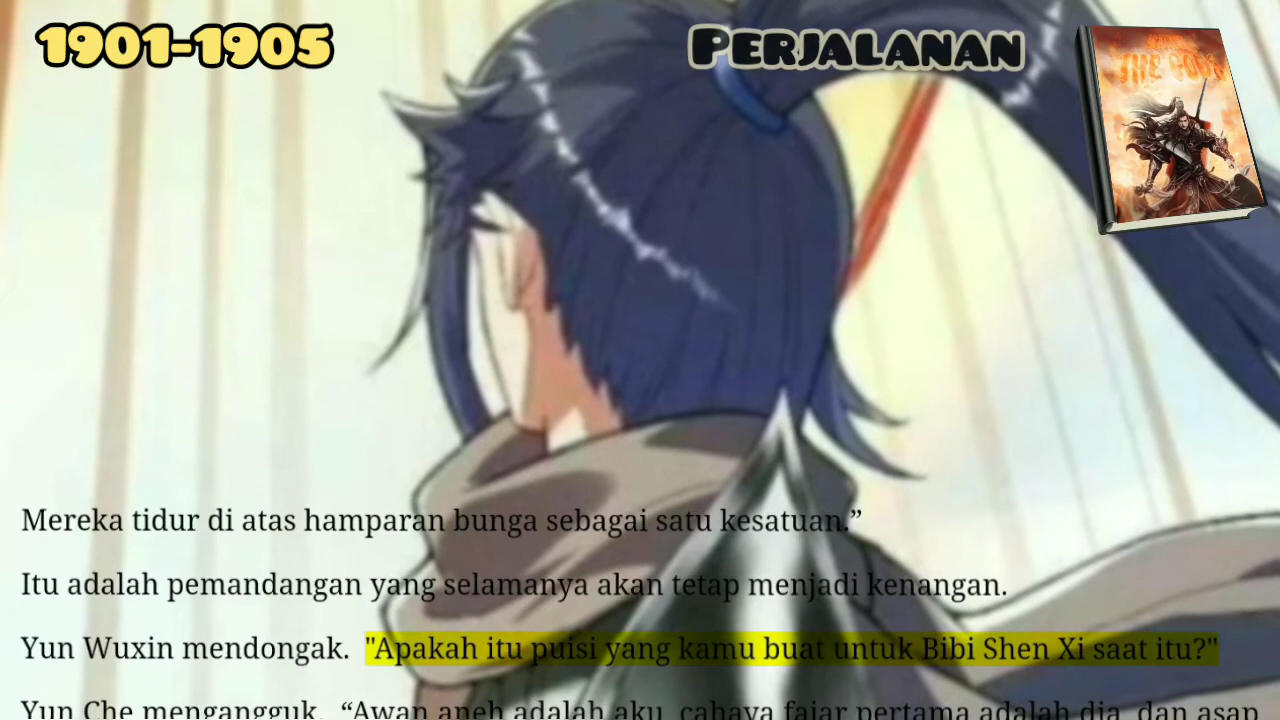 1901-1905
PERJALANAN
THE GODS
Mereka tidur di atas hamparan bunga sebagai satu kesatuan.”
Itu adalah pemandangan yang selamanya akan tetap menjadi kenangan.
Yun Wuxin mendongak. "Apakah itu puisi yang kamu buat untuk Bibi Shen Xi saat itu?"
Yun Che mengangguk. “Awan aneh adalah aku, cahaya fajar pertama adalah dia, dan asap